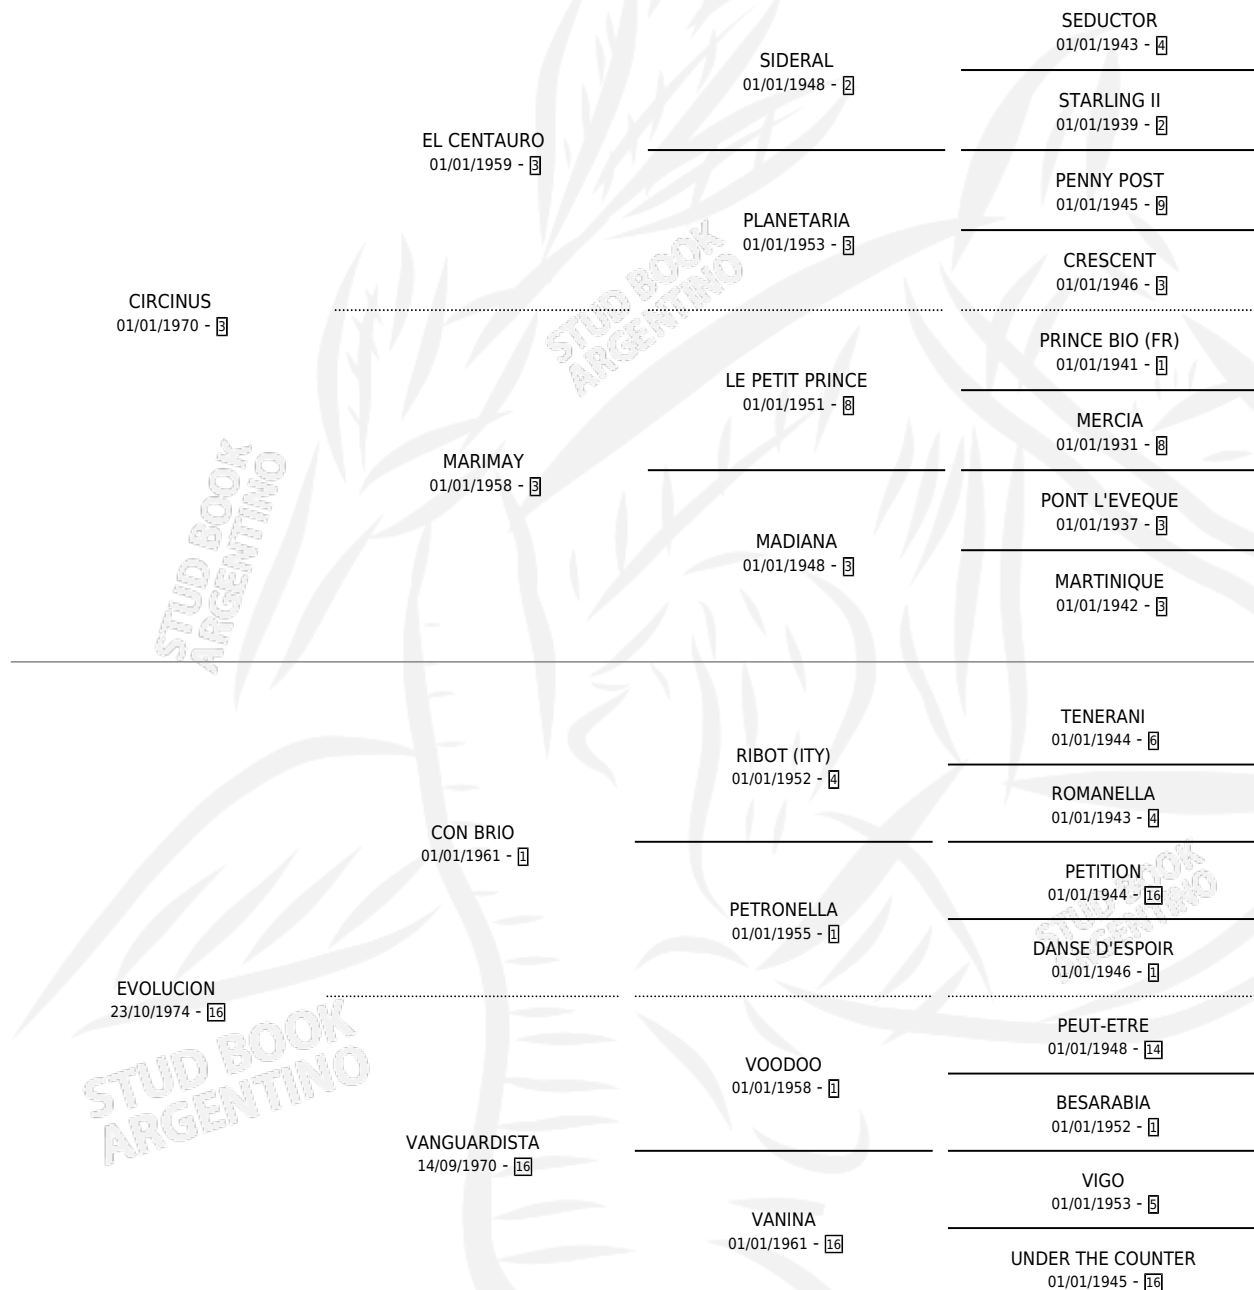 SEDUCTOR
01/01/1943 - 4
SIDERAL
01/01/1948 - 2
STARLING II
01/01/1939 - 2
EL CENTAURO
01/01/1959 - 3
PENNY POST
01/01/1945 - 9
PLANETARIA
01/01/1953 - 3
CRESCENT
01/01/1946 - 3
CIRCINUS
01/01/1970 - 3
PRINCE BIO (FR)
01/01/1941 - 1
LE PETIT PRINCE
01/01/1951 - 8
MERCIA
01/01/1931 - 8
MARIMAY
01/01/1958 - 3
PONT L'EVEQUE
01/01/1937 - 3
MADIANA
01/01/1948 - 3
MARTINIQUE
01/01/1942 - 3
TENERANI
01/01/1944 - 6
RIBOT (ITY)
01/01/1952 - 4
ROMANELLA
01/01/1943 - 4
CON BRIO
01/01/1961 - 1
PETITION
01/01/1944 - 16
PETRONELLA
01/01/1955 - 1
DANSE D'ESPOIR
01/01/1946 - 1
EVOLUCION
23/10/1974 - 16
PEUT-ETRE
01/01/1948 - 14
VOODOO
01/01/1958 - 1
BESARABIA
01/01/1952 - 1
VANGUARDISTA
14/09/1970 - 16
VIGO
01/01/1953 - 5
VANINA
01/01/1961 - 16
UNDER THE COUNTER
01/01/1945 - 16
STUD BOOK
ARGENTINO
STUD BOOK
ARGENTINO
STUD BOOK
ARGENTINO
STUD BOOK
ARGENTINO